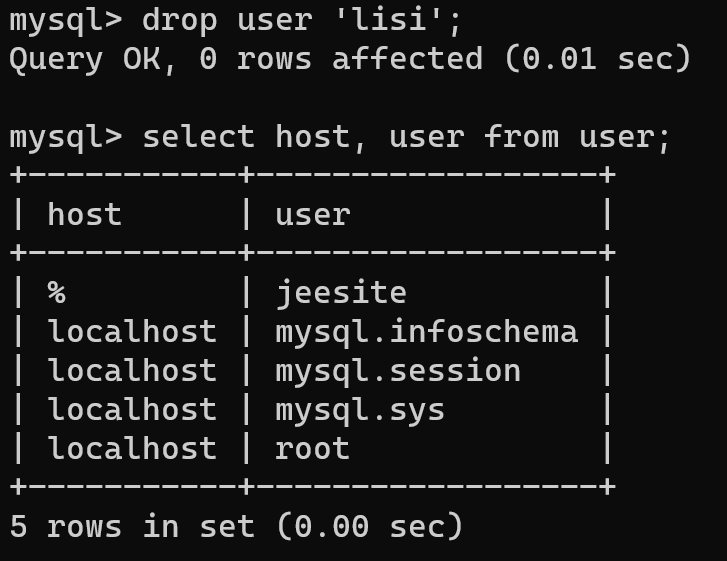 mysql> drop user 'lisi';
Query OK, 0 rows affected (0.01 sec)
mysql> select host, user from user;
+-----------+------------------+
| host      | user             |
+-----------+------------------+
| %         | jeesite          |
| localhost | mysql.infoschema |
| localhost | mysql.session    |
| localhost | mysql.sys        |
| localhost | root             |
+-----------+------------------+
5 rows in set (0.00 sec)